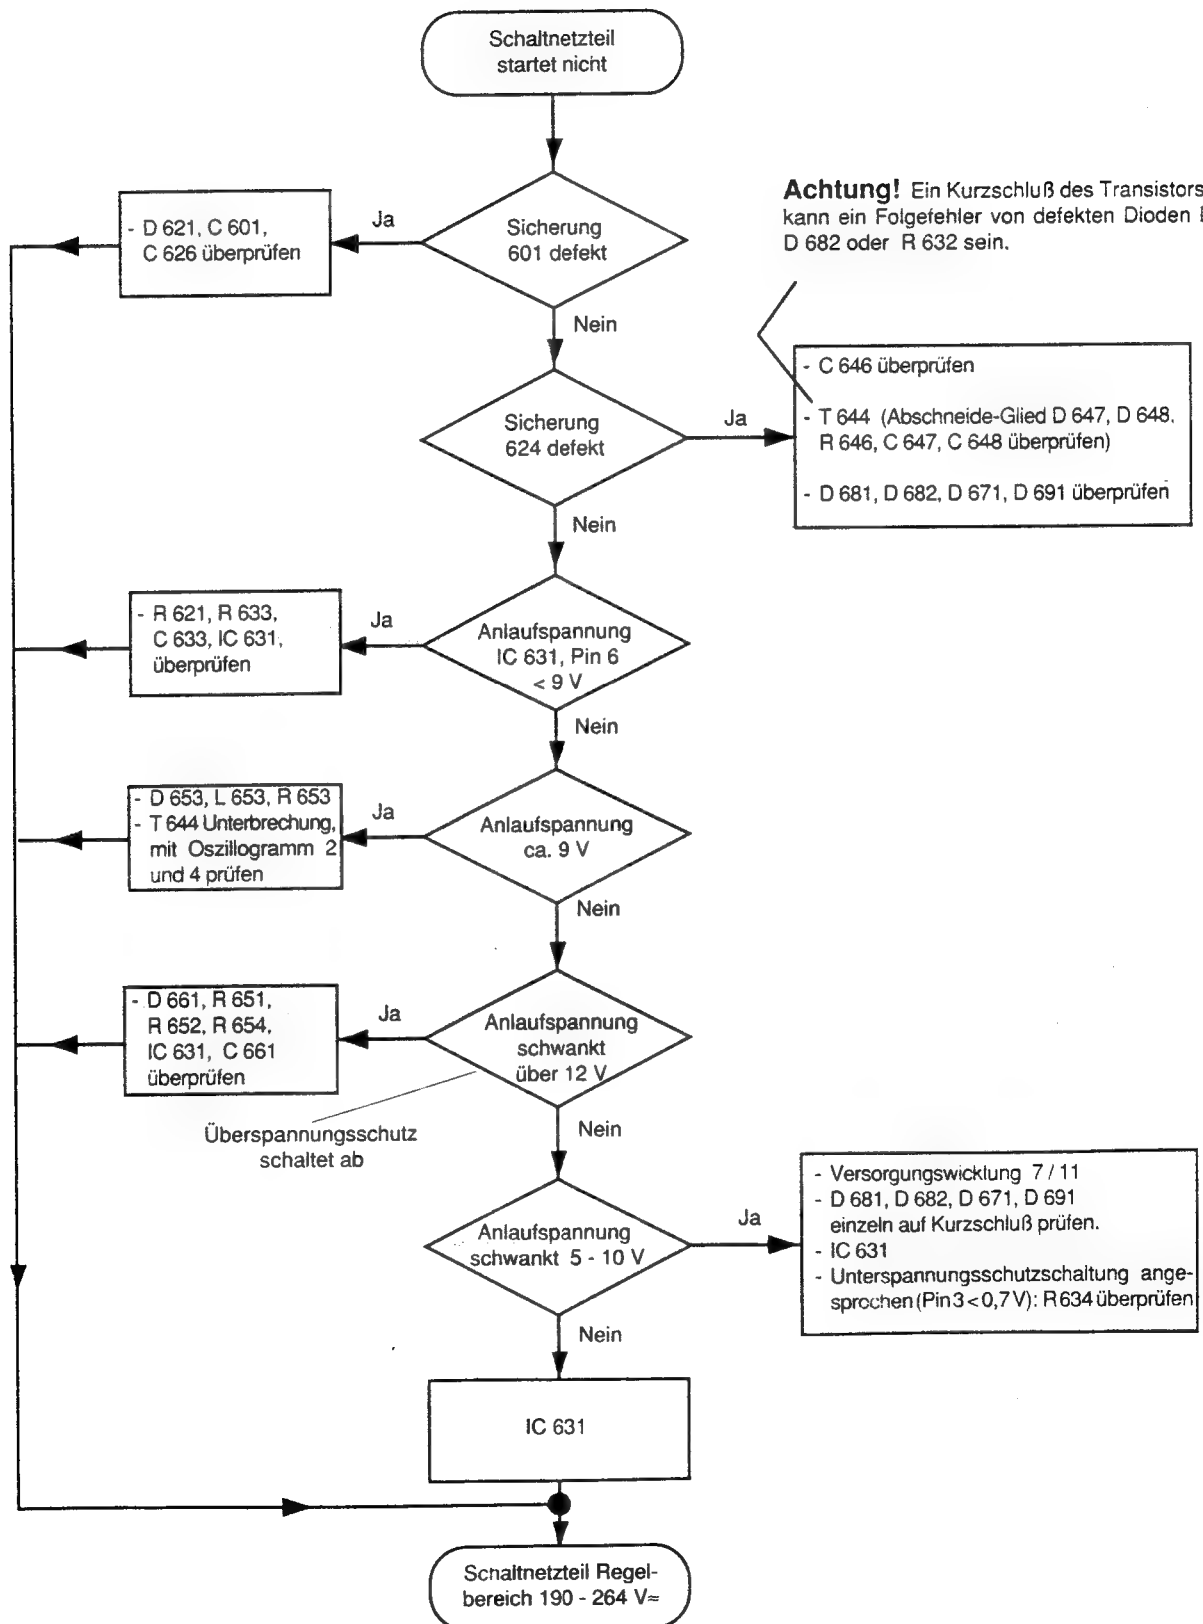 Schaltnetzteil
startet nicht
Achtung! Ein Kurzschluß des Transistors
kann ein Folgefehler von defekten Dioden
D 682 oder R 632 sein.
Sicherung
601 defekt
Ja
- D 621, C 601,
C 626 überprüfen
Nein
Sicherung
624 defekt
Ja
- C 646 überprüfen
- T 644 (Abschneide-Glied D 647, D 648,
R 646, C 647, C 648 überprüfen)
- D 681, D 682, D 671, D 691 überprüfen
Nein
Anlaufspannung
IC 631, Pin 6
< 9 V
Ja
- R 621, R 633,
C 633, IC 631,
überprüfen
Nein
Anlaufspannung
ca. 9 V
Ja
- D 653, L 653, R 653
- T 644 Unterbrechung,
mit Oszillogramm 2
und 4 prüfen
Nein
Anlaufspannung
schwankt
über 12 V
Ja
- D 661, R 651,
R 652, R 654,
IC 631, C 661
überprüfen
Überspannungsschutz
schaltet ab
Nein
Anlaufspannung
schwankt 5 - 10 V
Ja
- Versorgungswicklung 7 / 11
- D 681, D 682, D 671, D 691
einzeln auf Kurzschluß prüfen.
- IC 631
- Unterspannungsschutzschaltung ange-
sprochen (Pin 3 < 0,7 V): R 634 überprüfen
Nein
IC 631
Schaltnetzteil Regel-
bereich 190 - 264 V≂